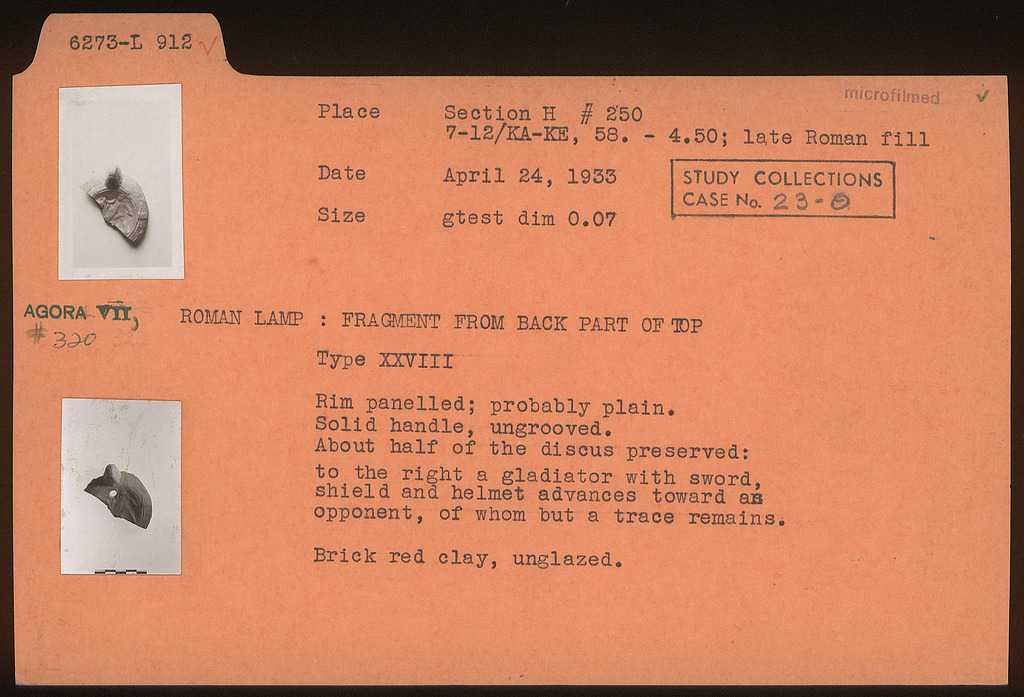 6273-L 912 ✓
microfilmed ✓
Place Section H # 250
7-12/KA-KE, 58. - 4.50; late Roman fill
Date April 24, 1933
STUDY COLLECTIONS
CASE No. 23-0
Size gtest dim 0.07
AGORA VII,
# 320
ROMAN LAMP : FRAGMENT FROM BACK PART OF TOP
Type XXVIII
Rim panelled; probably plain.
Solid handle, ungrooved.
About half of the discus preserved:
to the right a gladiator with sword,
shield and helmet advances toward an
opponent, of whom but a trace remains.
Brick red clay, unglazed.